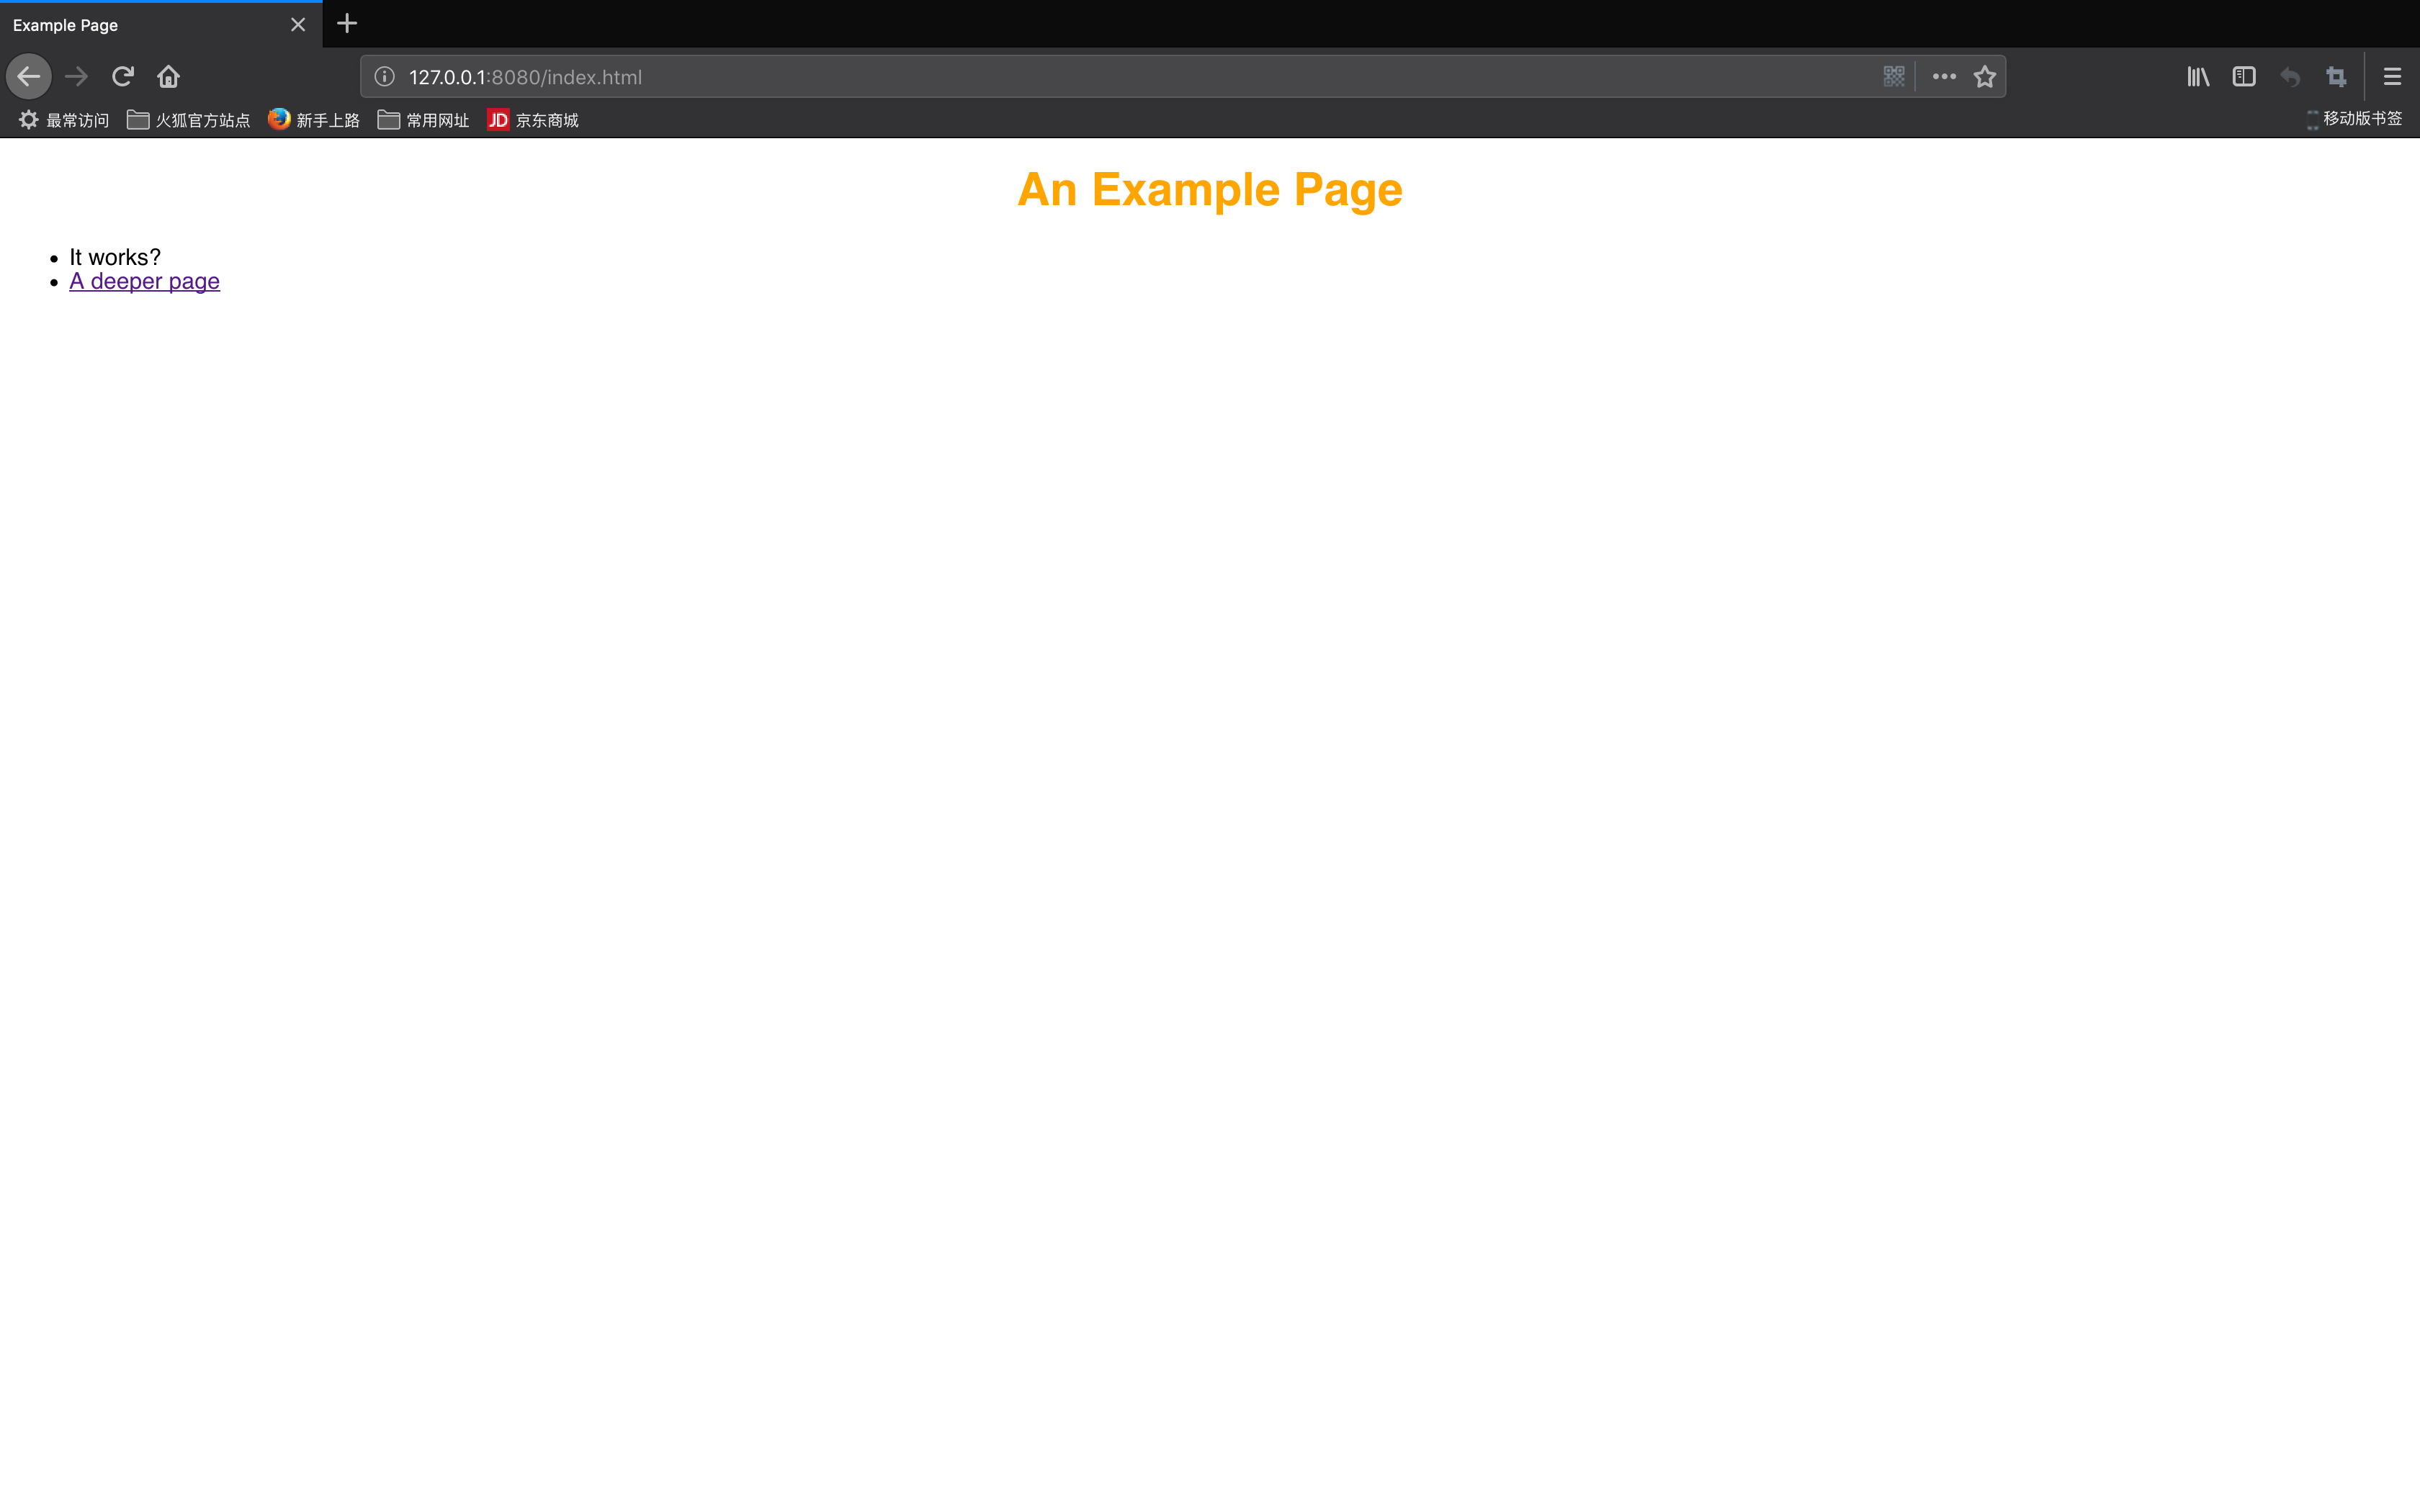 Example Page
127.0.0.1:8080/index.html
最常访问 火狐官方站点 新手上路 常用网址 JD 京东商城 移动版书签
An Example Page
It works?
A deeper page